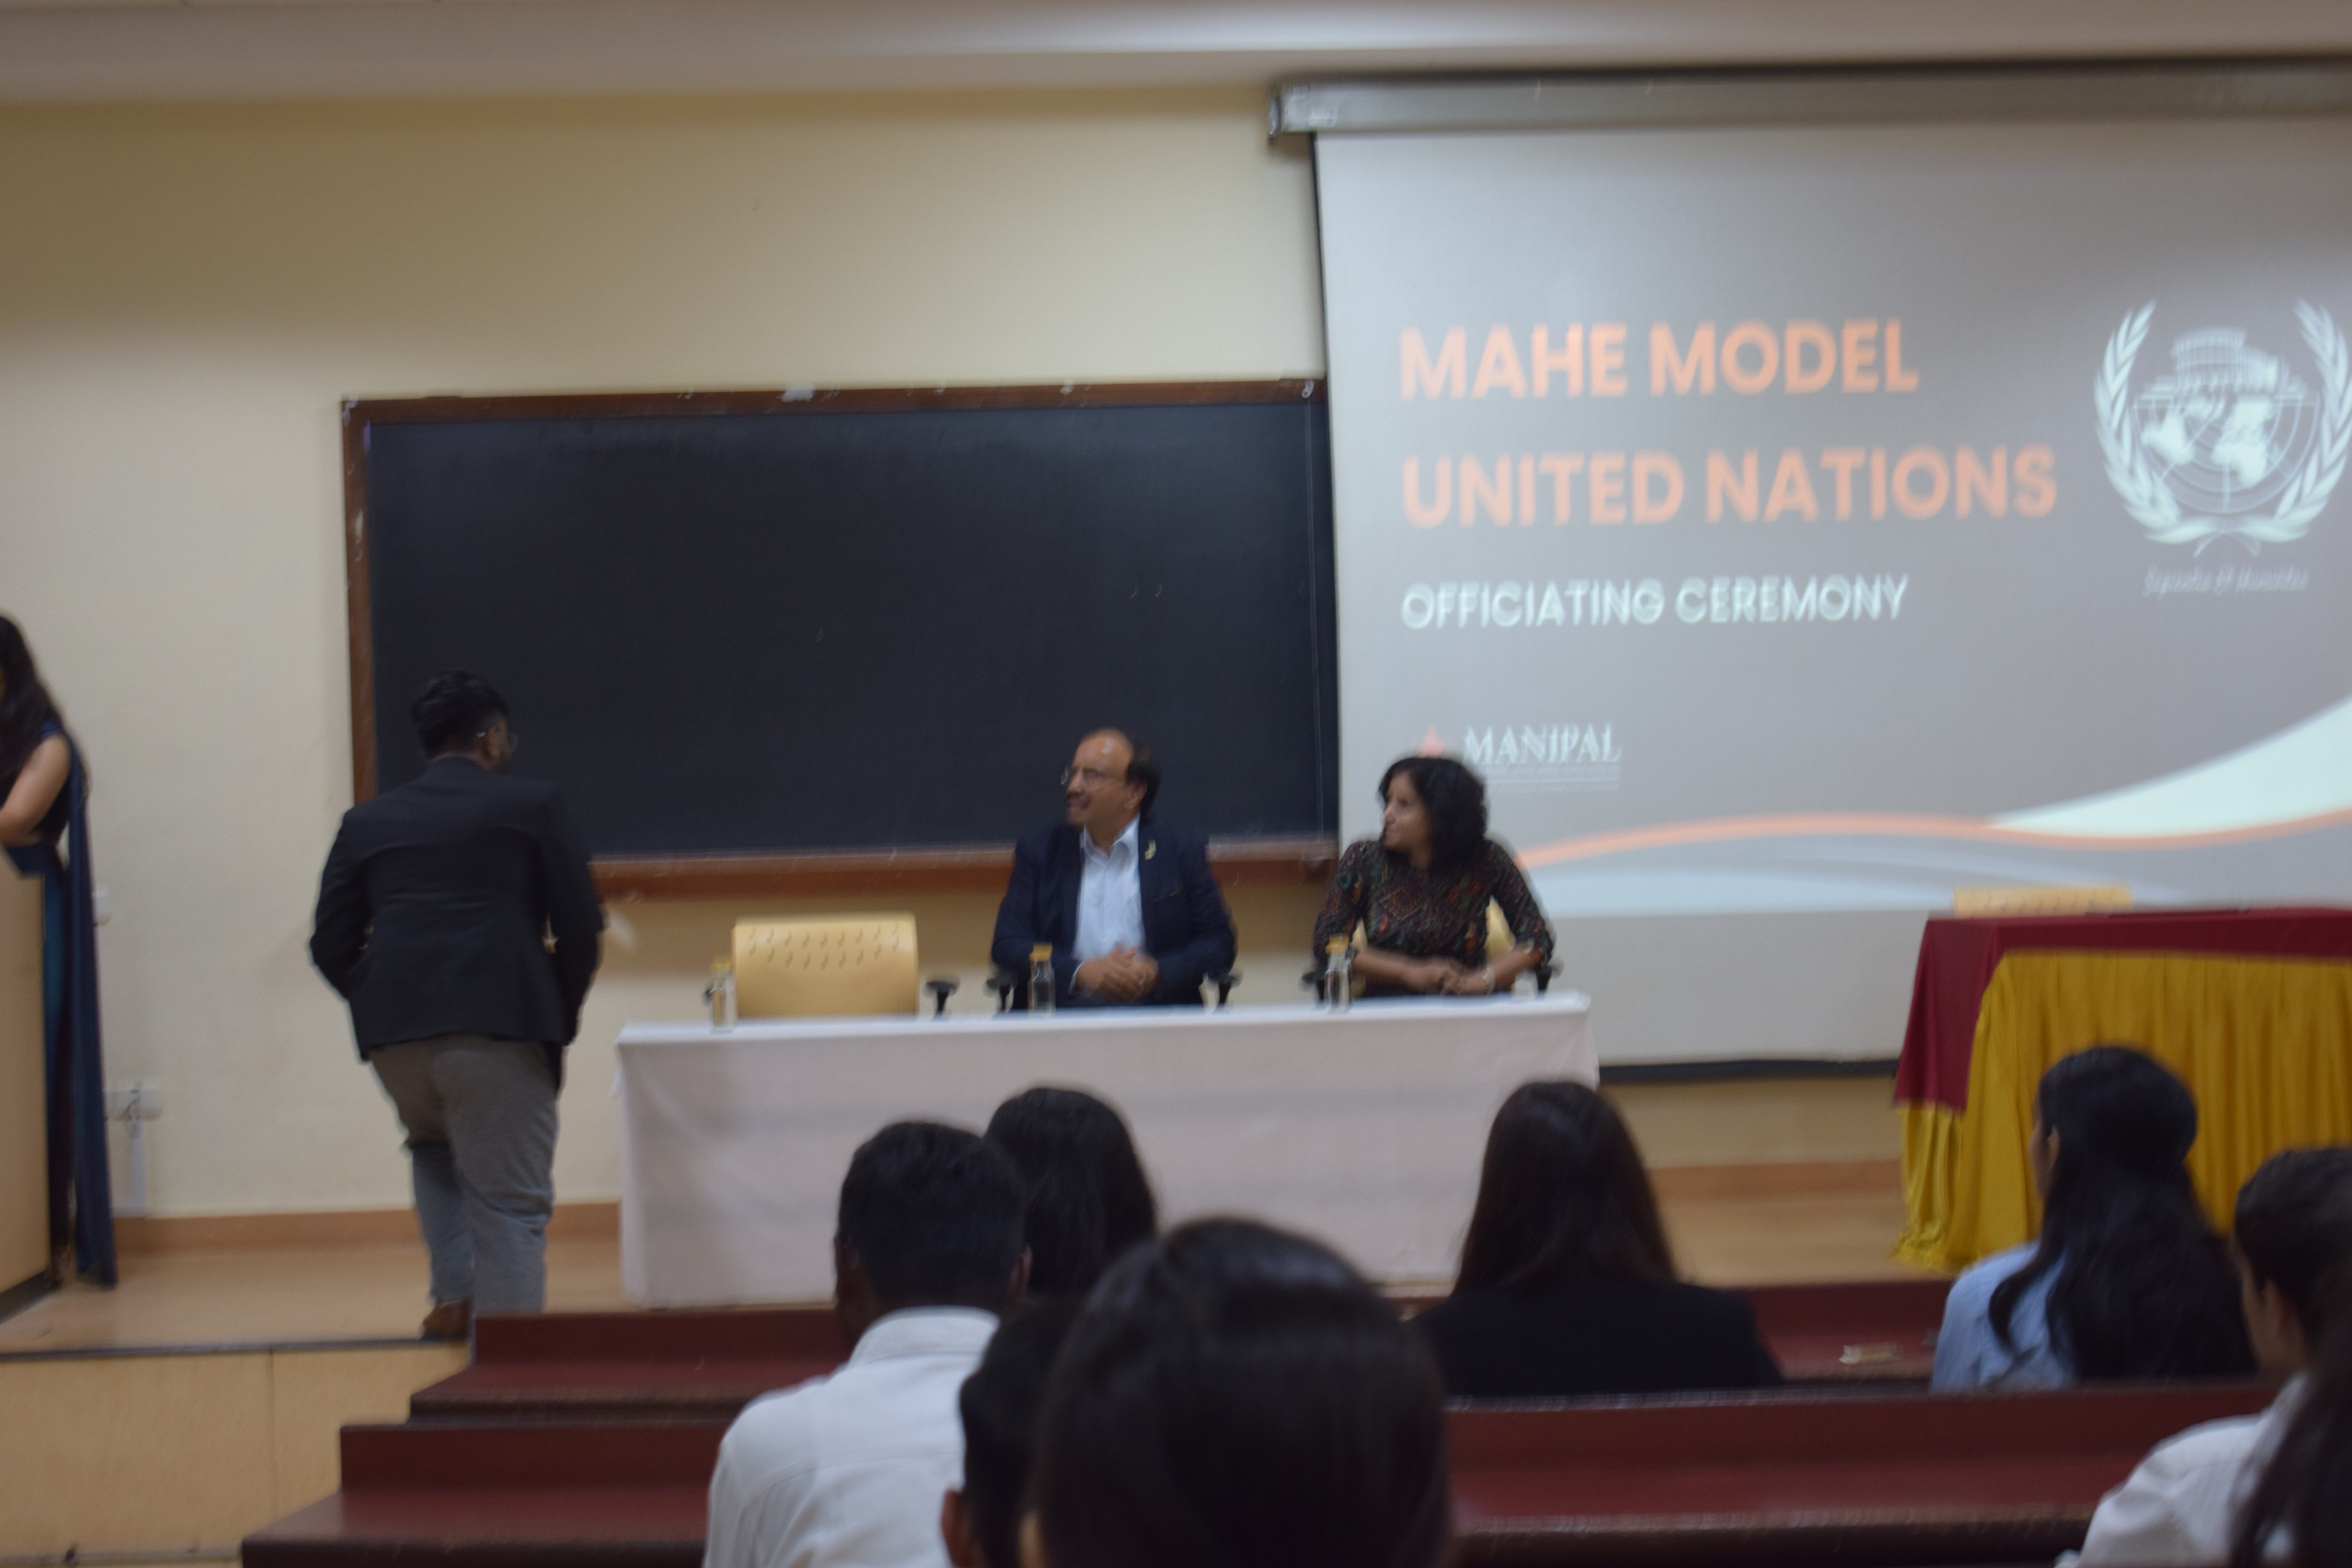 MAHE MODEL
UNITED NATIONS
OFFICIATING CEREMONY
MANIPAL